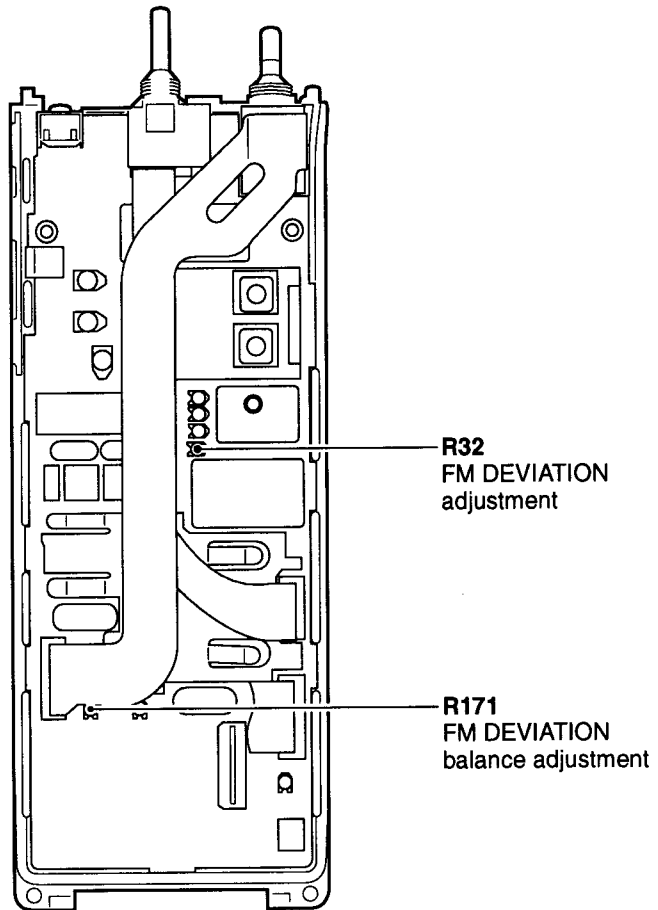 R32
FM DEVIATION
adjustment
R171
FM DEVIATION
balance adjustment